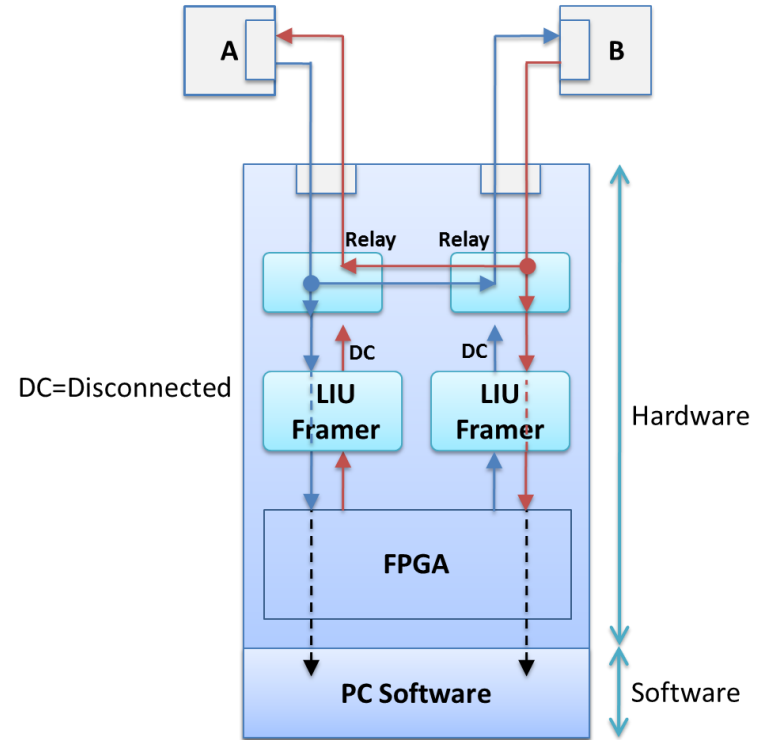 A
B
Relay
Relay
DC
DC
DC=Disconnected
LIU
Framer
LIU
Framer
Hardware
FPGA
PC Software
Software